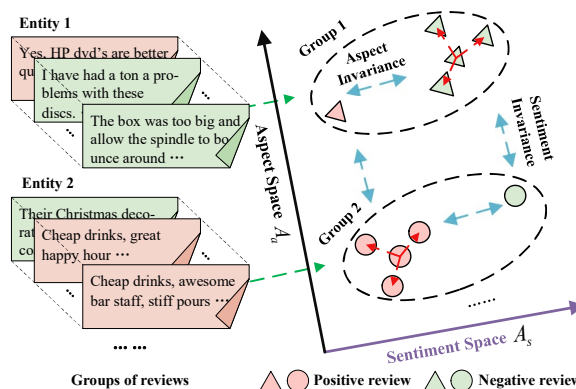 Entity 1
Yes, HP dvd's are better
qu
I have had a ton a pro-
blems with these
discs. ...
The box was too big and
allow the spindle to bo
unce around ...
...
Entity 2
Their Christmas deco-
rat
co
Cheap drinks, great
happy hour ...
Cheap drinks, awesome
bar staff, stiff pours ...
...
... ...
Groups of reviews
Group 1
Aspect
Invariance
Sentiment
Invariance
Aspect Space A_a
Group 2
......
Sentiment Space A_s
Positive review
Negative review